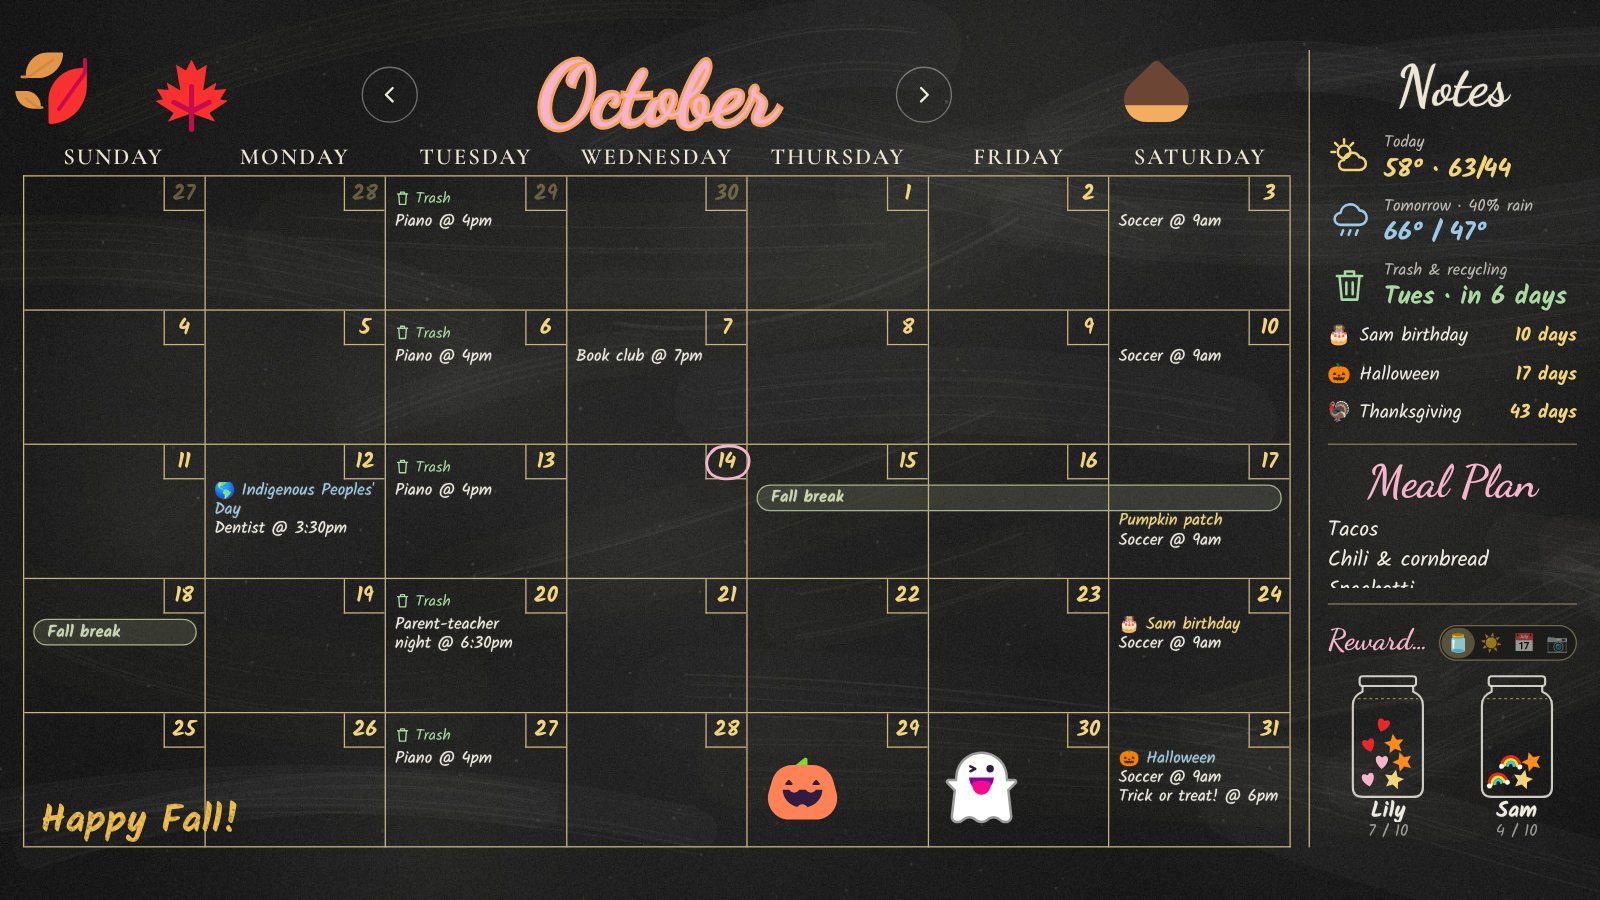 October
SUNDAY MONDAY TUESDAY WEDNESDAY THURSDAY FRIDAY SATURDAY
27 28 29 30 1 2 3
Trash
Piano @ 4pm
Soccer @ 9am
4 5 6 7 8 9 10
Trash
Piano @ 4pm
Book club @ 7pm
Soccer @ 9am
11 12 13 14 15 16 17
Indigenous Peoples'
Day
Dentist @ 3:30pm
Trash
Piano @ 4pm
Fall break
Pumpkin patch
Soccer @ 9am
18 19 20 21 22 23 24
Fall break
Trash
Parent-teacher
night @ 6:30pm
Sam birthday
Soccer @ 9am
25 26 27 28 29 30 31
Happy Fall!
Trash
Piano @ 4pm
Halloween
Soccer @ 9am
Trick or treat! @ 6pm
Notes
Today
58° · 63/44
Tomorrow · 40% rain
66° / 47°
Trash & recycling
Tues · in 6 days
Sam birthday 10 days
Halloween 17 days
Thanksgiving 43 days
Meal Plan
Tacos
Chili & cornbread
Spaghetti
Reward...
17
Lily
7 / 10
Sam
4 / 10